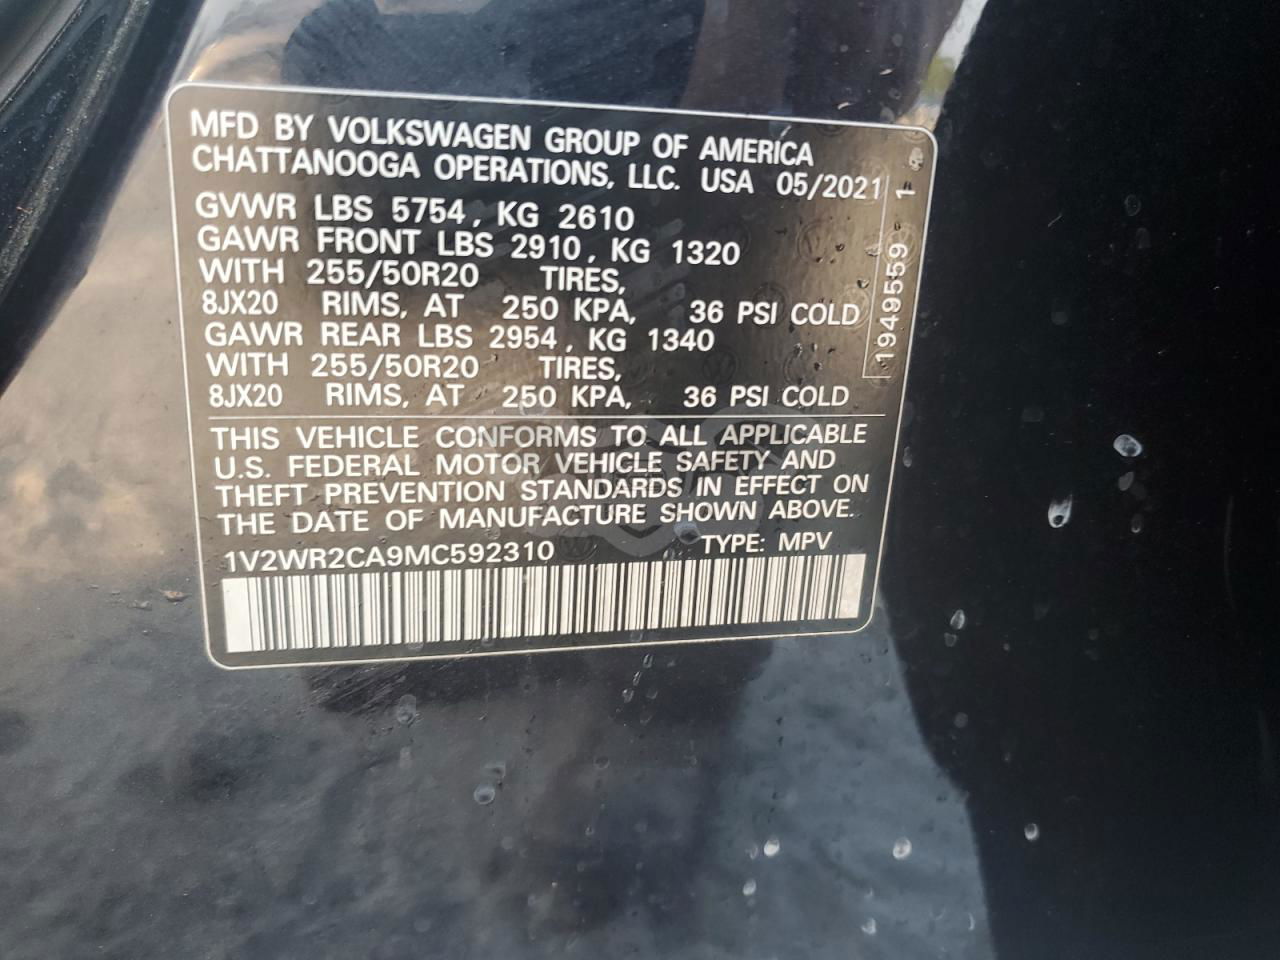 MFD BY VOLKSWAGEN GROUP OF AMERICA
CHATTANOOGA OPERATIONS, LLC. USA 05/2021
GVWR LBS 5754, KG 2610
GAWR FRONT LBS 2910, KG 1320
WITH 255/50R20 TIRES,
8JX20 RIMS, AT 250 KPA, 36 PSI COLD
GAWR REAR LBS 2954, KG 1340
WITH 255/50R20 TIRES,
8JX20 RIMS, AT 250 KPA, 36 PSI COLD
THIS VEHICLE CONFORMS TO ALL APPLICABLE
U.S. FEDERAL MOTOR VEHICLE SAFETY AND
THEFT PREVENTION STANDARDS IN EFFECT ON
THE DATE OF MANUFACTURE SHOWN ABOVE.
1V2WR2CA9MC592310 TYPE: MPV
1949559 1